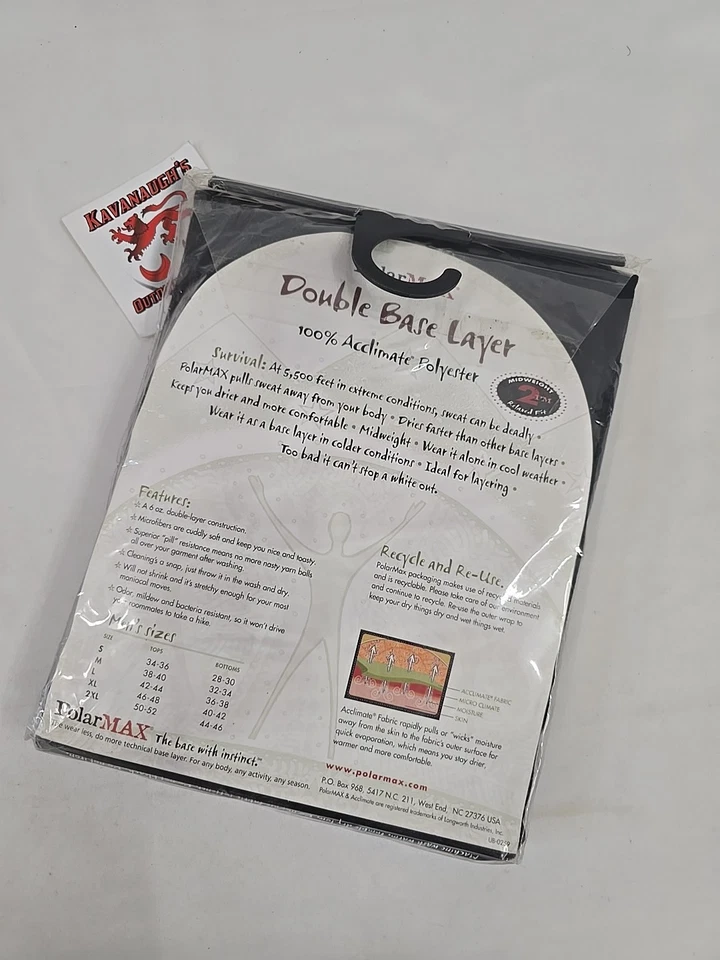 KAVANAUGH'S
PolarMAX
Double Base Layer
100% Acclimate® Polyester
Survival: At 5,500 feet in extreme conditions, sweat can be deadly •
PolarMAX pulls sweat away from your body • Dries faster than other base layers •
Keeps you drier and more comfortable • Midweight • Wear it alone in cool weather •
Wear it as a base layer in colder conditions • Ideal for layering •
Too bad it can't stop a white out.
MIDWEIGHT
2
Relaxed Fit
Features:
☆ A 6 oz. double-layer construction.
☆ Microfibers are cuddly soft and keep you nice and toasty.
☆ Superior "pill" resistance means no more nasty yarn balls
all over your garment after washing.
☆ Cleaning's a snap, just throw it in the wash and dry.
☆ Will not shrink and it's stretchy enough for your most
maniacal moves.
☆ Odor, mildew and bacteria resistant, so it won't drive
your roommates to take a hike.
Men's sizes
SIZE TOPS BOTTOMS
S 34-36 28-30
M 38-40 32-34
L 42-44 36-38
XL 46-48 40-42
2XL 50-52 44-46
Recycle and Re-Use.
PolarMax packaging makes use of recycled materials
and is recyclable. Please take care of our environment
and continue to recycle. Re-use the outer wrap to
keep your dry things dry and wet things wet.
ACCLIMATE® FABRIC
MICRO CLIMATE
MOISTURE
SKIN
Acclimate® Fabric rapidly pulls or "wicks" moisture
away from the skin to the fabric's outer surface for
quick evaporation, which means you stay drier,
warmer and more comfortable.
PolarMAX® The base with instinct.™
wear less, do more technical base layer. For any body, any activity, any season.
www.polarmax.com
P.O. Box 968, 5417 N.C. 211, West End, NC 27376 USA
PolarMAX & Acclimate are registered trademarks of Longworth Industries, Inc.